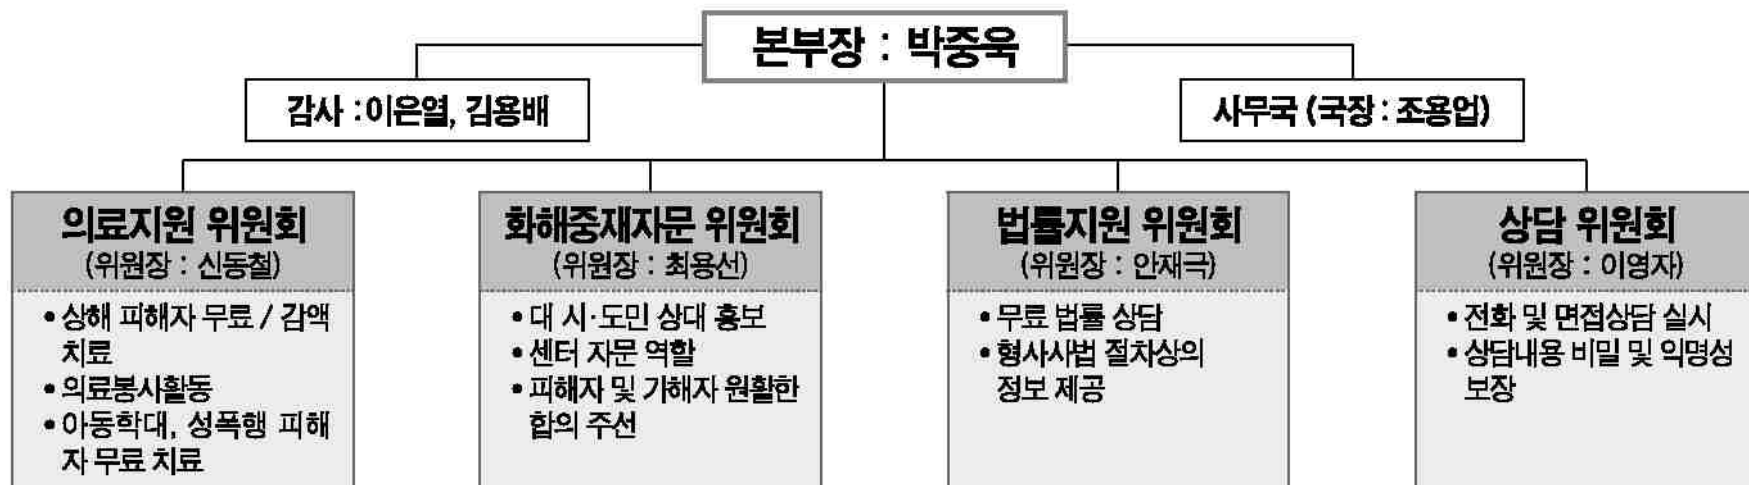 본부장 : 박중욱
감사 : 이은열, 김용배
사무국 (국장 : 조용업)
의료지원 위원회
(위원장 : 신동철)
• 상해 피해자 무료 / 감액
치료
• 의료봉사활동
• 아동학대, 성폭행 피해
자 무료 치료
화해중재자문 위원회
(위원장 : 최용선)
• 대 시·도민 상대 홍보
• 센터 자문 역할
• 피해자 및 가해자 원활한
합의 주선
법률지원 위원회
(위원장 : 안재극)
• 무료 법률 상담
• 형사사법 절차상의
정보 제공
상담 위원회
(위원장 : 이영자)
• 전화 및 면접상담 실시
• 상담내용 비밀 및 익명성
보장